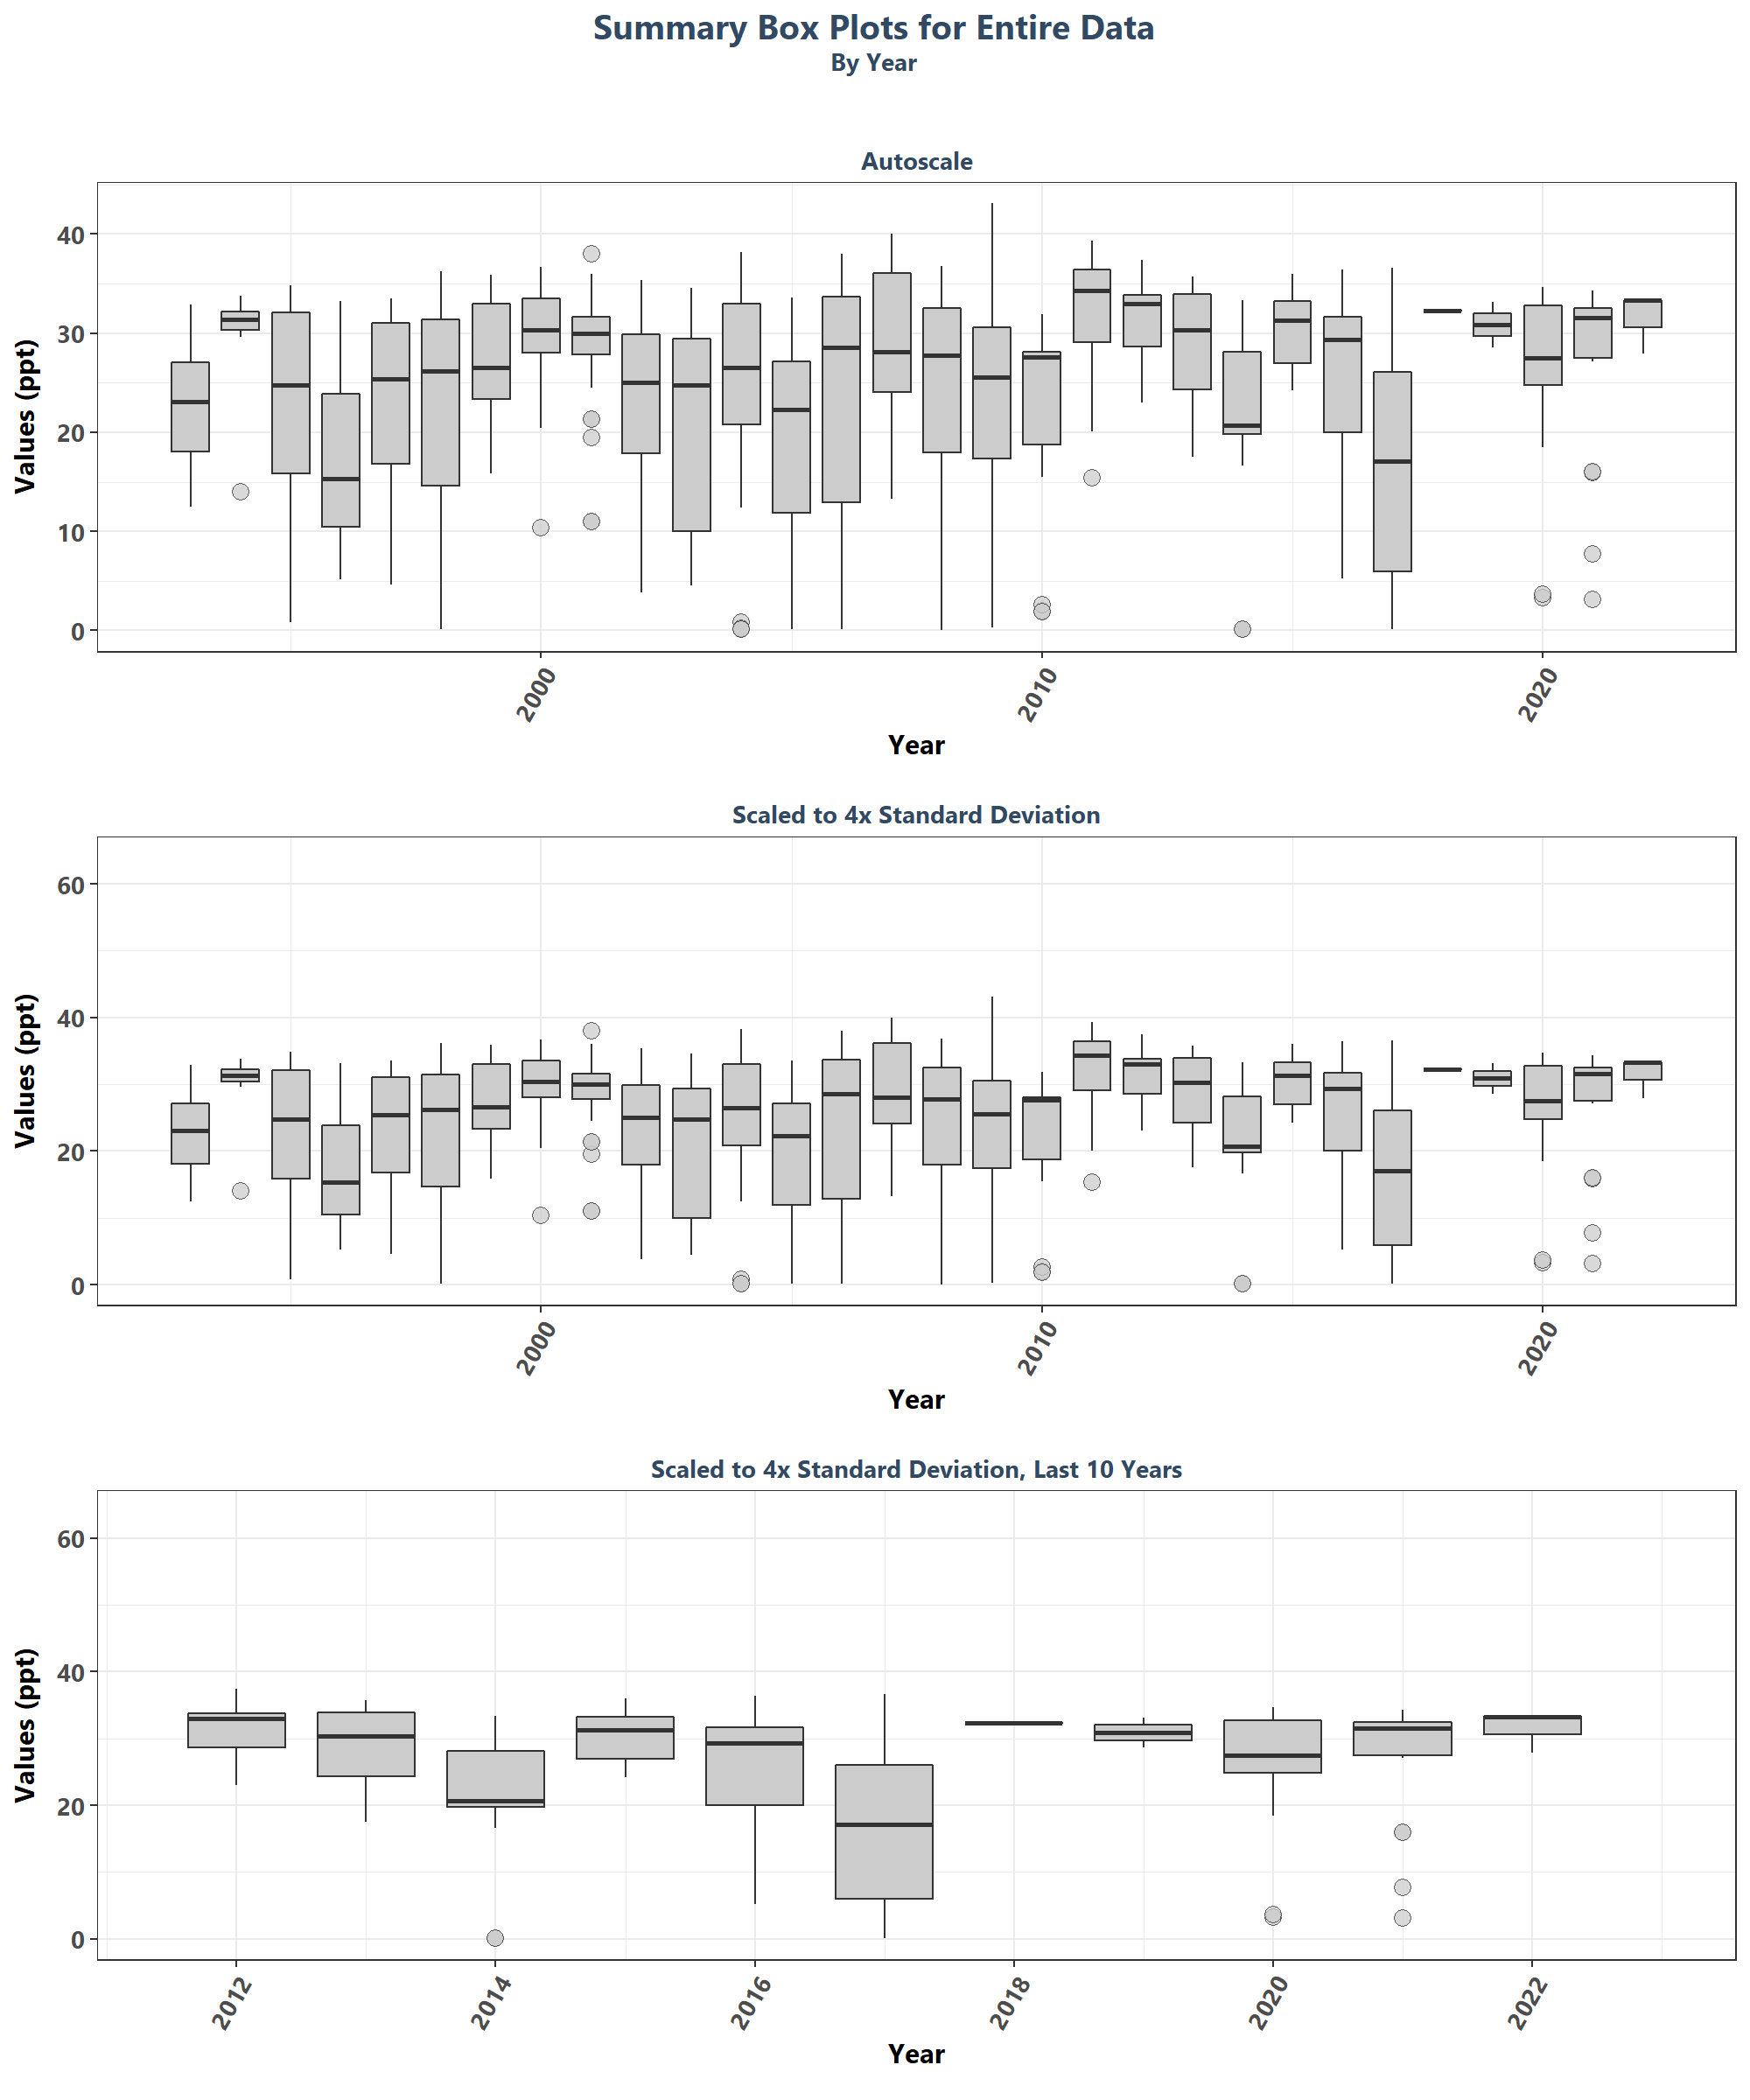 Summary Box Plots for Entire Data
By Year
Autoscale
Values (ppt)
40
30
20
10
0
2000
2010
2020
Year
Scaled to 4x Standard Deviation
Values (ppt)
60
40
20
0
2000
2010
2020
Year
Scaled to 4x Standard Deviation, Last 10 Years
Values (ppt)
60
40
20
0
2012
2014
2016
2018
2020
2022
Year